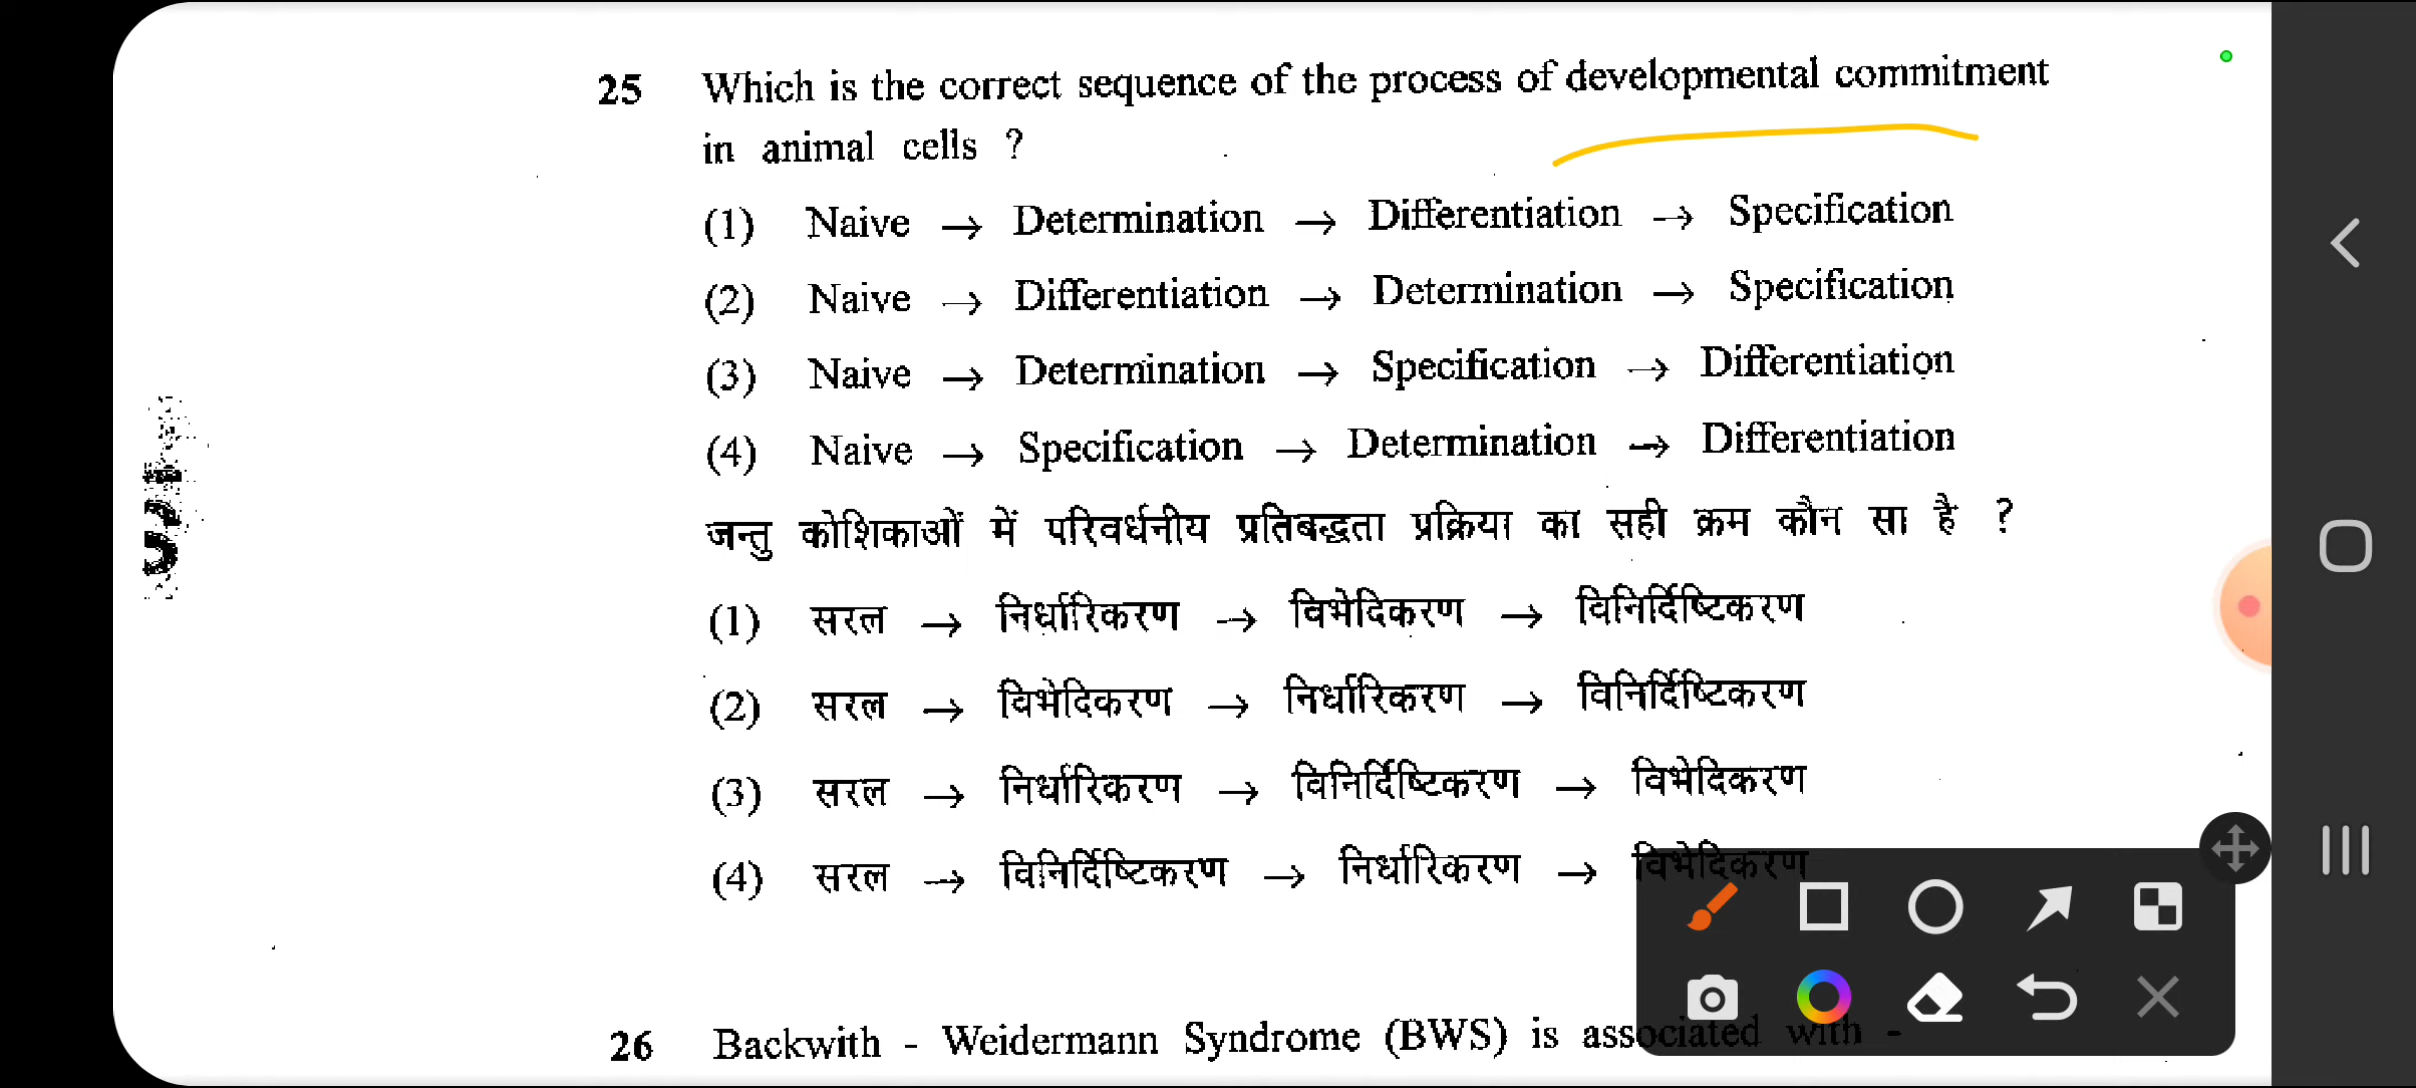 25 Which is the correct sequence of the process of developmental commitment
in animal cells ?
(1) Naive → Determination → Differentiation → Specification
(2) Naive → Differentiation → Determination → Specification
(3) Naive → Determination → Specification → Differentiation
(4) Naive → Specification → Determination → Differentiation
जन्तु कोशिकाओं में परिवर्धनीय प्रतिबद्धता प्रक्रिया का सही क्रम कौन सा है ?
(1) सरल → निर्धारिकरण → विभेदिकरण → विनिर्दिष्टिकरण
(2) सरल → विभेदिकरण → निर्धारिकरण → विनिर्दिष्टिकरण
(3) सरल → निर्धारिकरण → विनिर्दिष्टिकरण → विभेदिकरण
(4) सरल → विनिर्दिष्टिकरण → निर्धारिकरण → विभेदिकरण
26 Backwith - Weidermann Syndrome (BWS) is associated with -